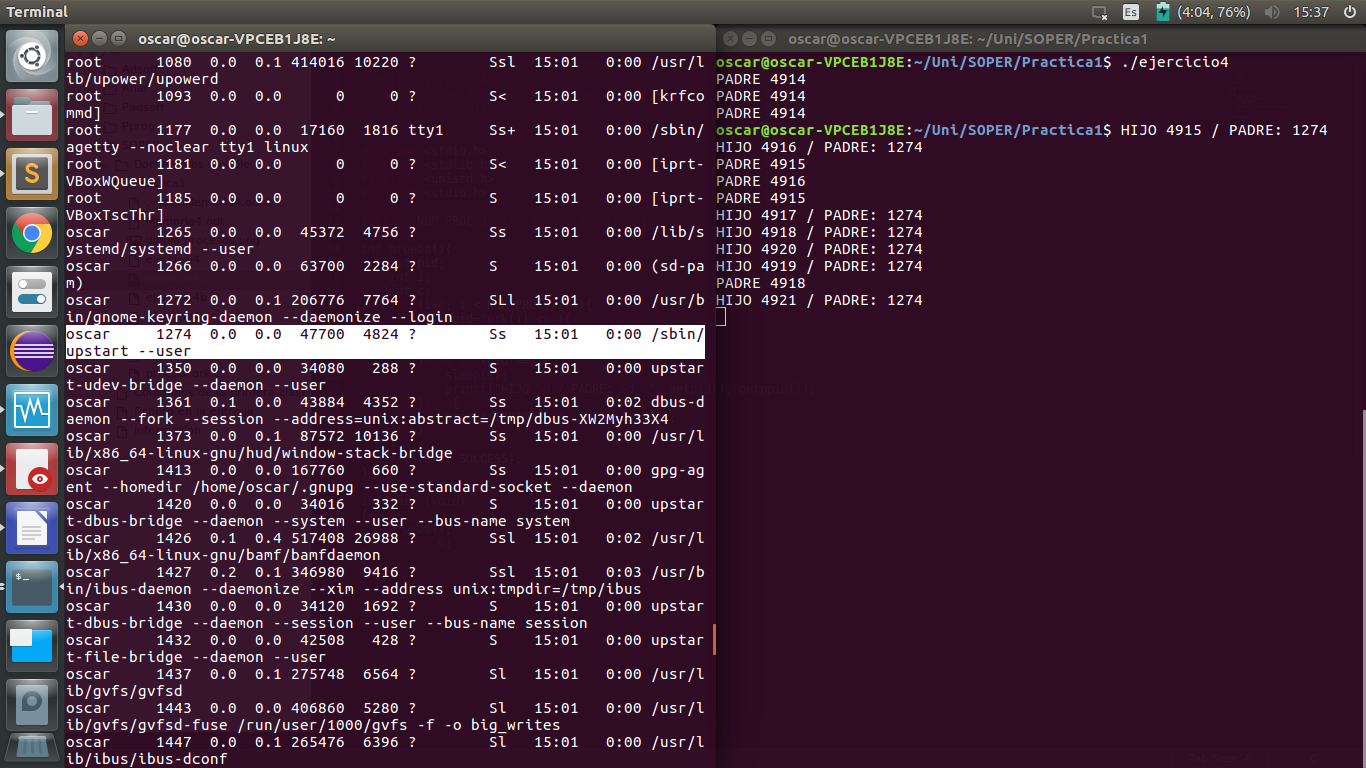 Terminal
Es
(4:04, 76%)
15:37
oscar@oscar-VPCEB1J8E: ~
root 1080 0.0 0.1 414016 10220 ? Ssl 15:01 0:00 /usr/l
ib/upower/upowerd
root 1093 0.0 0.0 0 0 ? S< 15:01 0:00 [krfco
mmd]
root 1177 0.0 0.0 17160 1816 tty1 Ss+ 15:01 0:00 /sbin/
agetty --noclear tty1 linux
root 1181 0.0 0.0 0 0 ? S< 15:01 0:00 [iprt-
VBoxWQueue]
root 1185 0.0 0.0 0 0 ? S 15:01 0:00 [iprt-
VBoxTscThr]
oscar 1265 0.0 0.0 45372 4756 ? Ss 15:01 0:00 /lib/s
ystemd/systemd --user
oscar 1266 0.0 0.0 63700 2284 ? S 15:01 0:00 (sd-pa
m)
oscar 1272 0.0 0.1 206776 7764 ? SLl 15:01 0:00 /usr/b
in/gnome-keyring-daemon --daemonize --login
oscar 1274 0.0 0.0 47700 4824 ? Ss 15:01 0:00 /sbin/
upstart --user
oscar 1350 0.0 0.0 34080 288 ? S 15:01 0:00 upstar
t-udev-bridge --daemon --user
oscar 1361 0.1 0.0 43884 4352 ? Ss 15:01 0:02 dbus-d
aemon --fork --session --address=unix:abstract=/tmp/dbus-XW2Myh33X4
oscar 1373 0.0 0.1 87572 10136 ? Ss 15:01 0:00 /usr/l
ib/x86_64-linux-gnu/hud/window-stack-bridge
oscar 1413 0.0 0.0 167760 660 ? Ss 15:01 0:00 gpg-ag
ent --homedir /home/oscar/.gnupg --use-standard-socket --daemon
oscar 1420 0.0 0.0 34016 332 ? S 15:01 0:00 upstar
t-dbus-bridge --daemon --system --user --bus-name system
oscar 1426 0.1 0.4 517408 26988 ? Ssl 15:01 0:02 /usr/l
ib/x86_64-linux-gnu/bamf/bamfdaemon
oscar 1427 0.2 0.1 346980 9416 ? Ssl 15:01 0:03 /usr/b
in/ibus-daemon --daemonize --xim --address unix:tmpdir=/tmp/ibus
oscar 1430 0.0 0.0 34120 1692 ? S 15:01 0:00 upstar
t-dbus-bridge --daemon --session --user --bus-name session
oscar 1432 0.0 0.0 42508 428 ? S 15:01 0:00 upstar
t-file-bridge --daemon --user
oscar 1437 0.0 0.1 275748 6564 ? Sl 15:01 0:00 /usr/l
ib/gvfs/gvfsd
oscar 1443 0.0 0.0 406860 5280 ? Sl 15:01 0:00 /usr/l
ib/gvfs/gvfsd-fuse /run/user/1000/gvfs -f -o big_writes
oscar 1447 0.0 0.1 265476 6396 ? Sl 15:01 0:00 /usr/l
ib/ibus/ibus-dconf
oscar@oscar-VPCEB1J8E: ~/Uni/SOPER/Practica1
oscar@oscar-VPCEB1J8E:~/Uni/SOPER/Practica1$ ./ejercicio4
PADRE 4914
PADRE 4914
PADRE 4914
oscar@oscar-VPCEB1J8E:~/Uni/SOPER/Practica1$ HIJO 4915 / PADRE: 1274
HIJO 4916 / PADRE: 1274
PADRE 4915
PADRE 4916
PADRE 4915
HIJO 4917 / PADRE: 1274
HIJO 4918 / PADRE: 1274
HIJO 4920 / PADRE: 1274
HIJO 4919 / PADRE: 1274
PADRE 4918
HIJO 4921 / PADRE: 1274